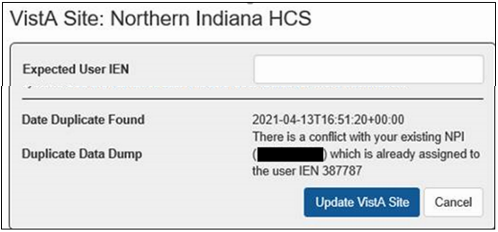 VistA Site: Northern Indiana HCS
Expected User IEN
Date Duplicate Found 2021-04-13T16:51:20+00:00
There is a conflict with your existing NPI
Duplicate Data Dump ( ) which is already assigned to
the user IEN 387787
Update VistA Site Cancel